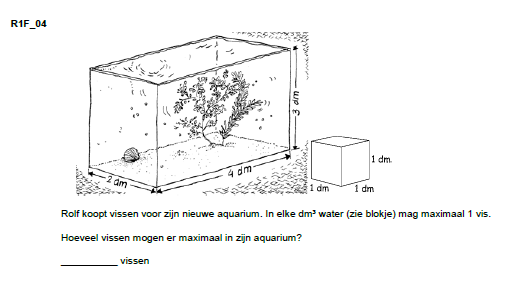 R1F_04
3 dm
2 dm
4 dm
1 dm.
1 dm
1 dm
Rolf koopt vissen voor zijn nieuwe aquarium. In elke dm³ water (zie blokje) mag maximaal 1 vis.
Hoeveel vissen mogen er maximaal in zijn aquarium?
__________ vissen